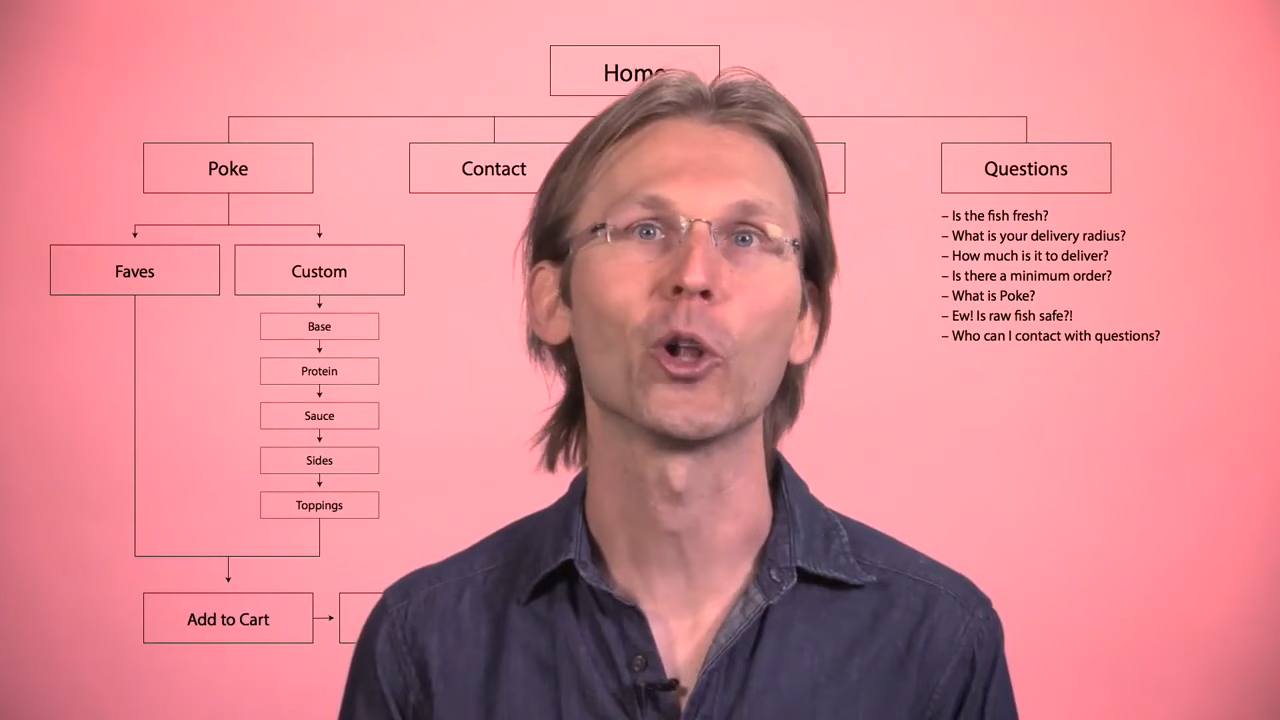 Home
Poke
Contact
Questions
– Is the fish fresh?
– What is your delivery radius?
– How much is it to deliver?
– Is there a minimum order?
– What is Poke?
– Ew! Is raw fish safe?!
– Who can I contact with questions?
Faves
Custom
Base
Protein
Sauce
Sides
Toppings
Add to Cart